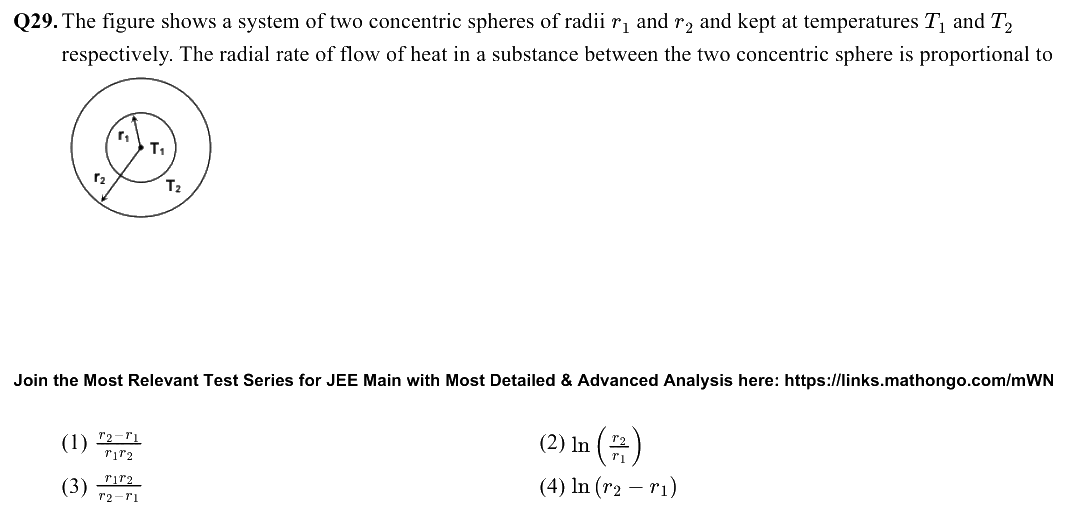 Q29. The figure shows a system of two concentric spheres of radii r₁ and r₂ and kept at temperatures T₁ and T₂
respectively. The radial rate of flow of heat in a substance between the two concentric sphere is proportional to
r₁
T₁
r₂
T₂
Join the Most Relevant Test Series for JEE Main with Most Detailed & Advanced Analysis here: https://links.mathongo.com/mWN
(1) \frac{r₂−r₁}{r₁r₂} (2) ln (\frac{r₂}{r₁})
(3) \frac{r₁r₂}{r₂−r₁} (4) ln (r₂ − r₁)